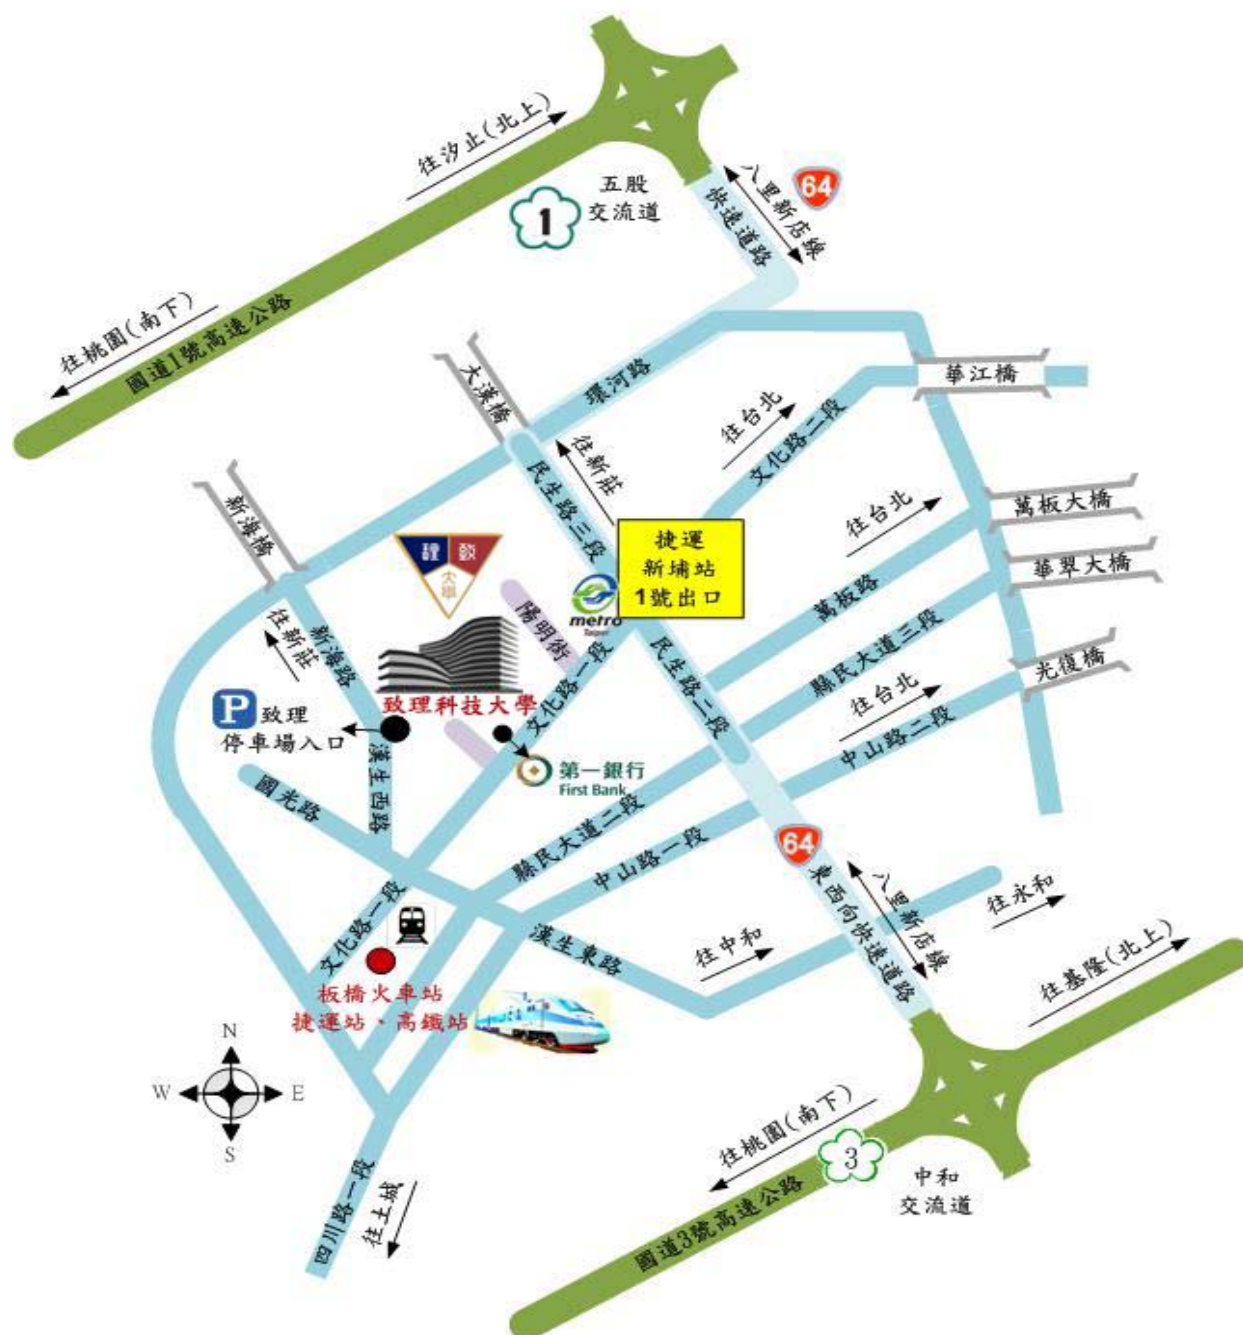 往汐止(北上)
五股
交流道
1
64
八里新店線
快速道路
往桃園(南下)
國道1號高速公路
大漢橋
環河路
華江橋
往台北
文化路二段
往新莊
民生路三段
新海橋
往台北
萬板大橋
捷運
新埔站
1號出口
華翠大橋
理
致
大學
陽明街
metro
Taipei
萬板路
往新莊
新海路
民生路二段
縣民大道三段
光復橋
文化路一段
往台北
致理科技大學
P
致理
停車場入口
中山路二段
漢生西路
第一銀行
First Bank
國光路
縣民大道二段
中山路一段
64
八里新店線
東西向快速道路
往永和
文化路一段
漢生東路
往中和
往基隆(北上)
板橋火車站
捷運站、高鐵站
N
W
E
S
往桃園(南下)
3
中和
交流道
四川路一段
往土城
國道3號高速公路